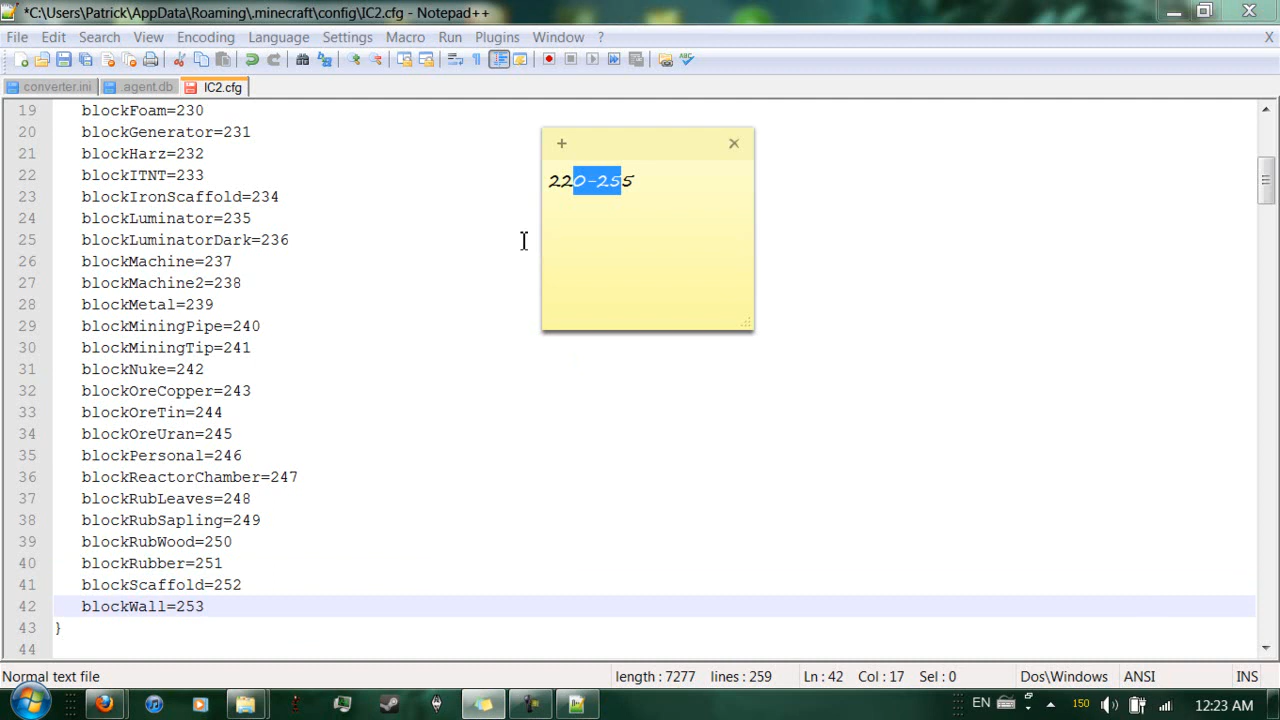 *C:\Users\Patrick\AppData\Roaming\.minecraft\config\IC2.cfg - Notepad++
File Edit Search View Encoding Language Settings Macro Run Plugins Window ? X
converter.ini .agent.db IC2.cfg
19 blockFoam=230
20 blockGenerator=231
21 blockHarz=232
22 blockITNT=233
23 blockIronScaffold=234
24 blockLuminator=235
25 blockLuminatorDark=236
26 blockMachine=237
27 blockMachine2=238
28 blockMetal=239
29 blockMiningPipe=240
30 blockMiningTip=241
31 blockNuke=242
32 blockOreCopper=243
33 blockOreTin=244
34 blockOreUran=245
35 blockPersonal=246
36 blockReactorChamber=247
37 blockRubLeaves=248
38 blockRubSapling=249
39 blockRubWood=250
40 blockRubber=251
41 blockScaffold=252
42 blockWall=253
43 }
44
220-255
Normal text file length : 7277 lines : 259 Ln : 42 Col : 17 Sel : 0 Dos\Windows ANSI INS
EN 150 12:23 AM